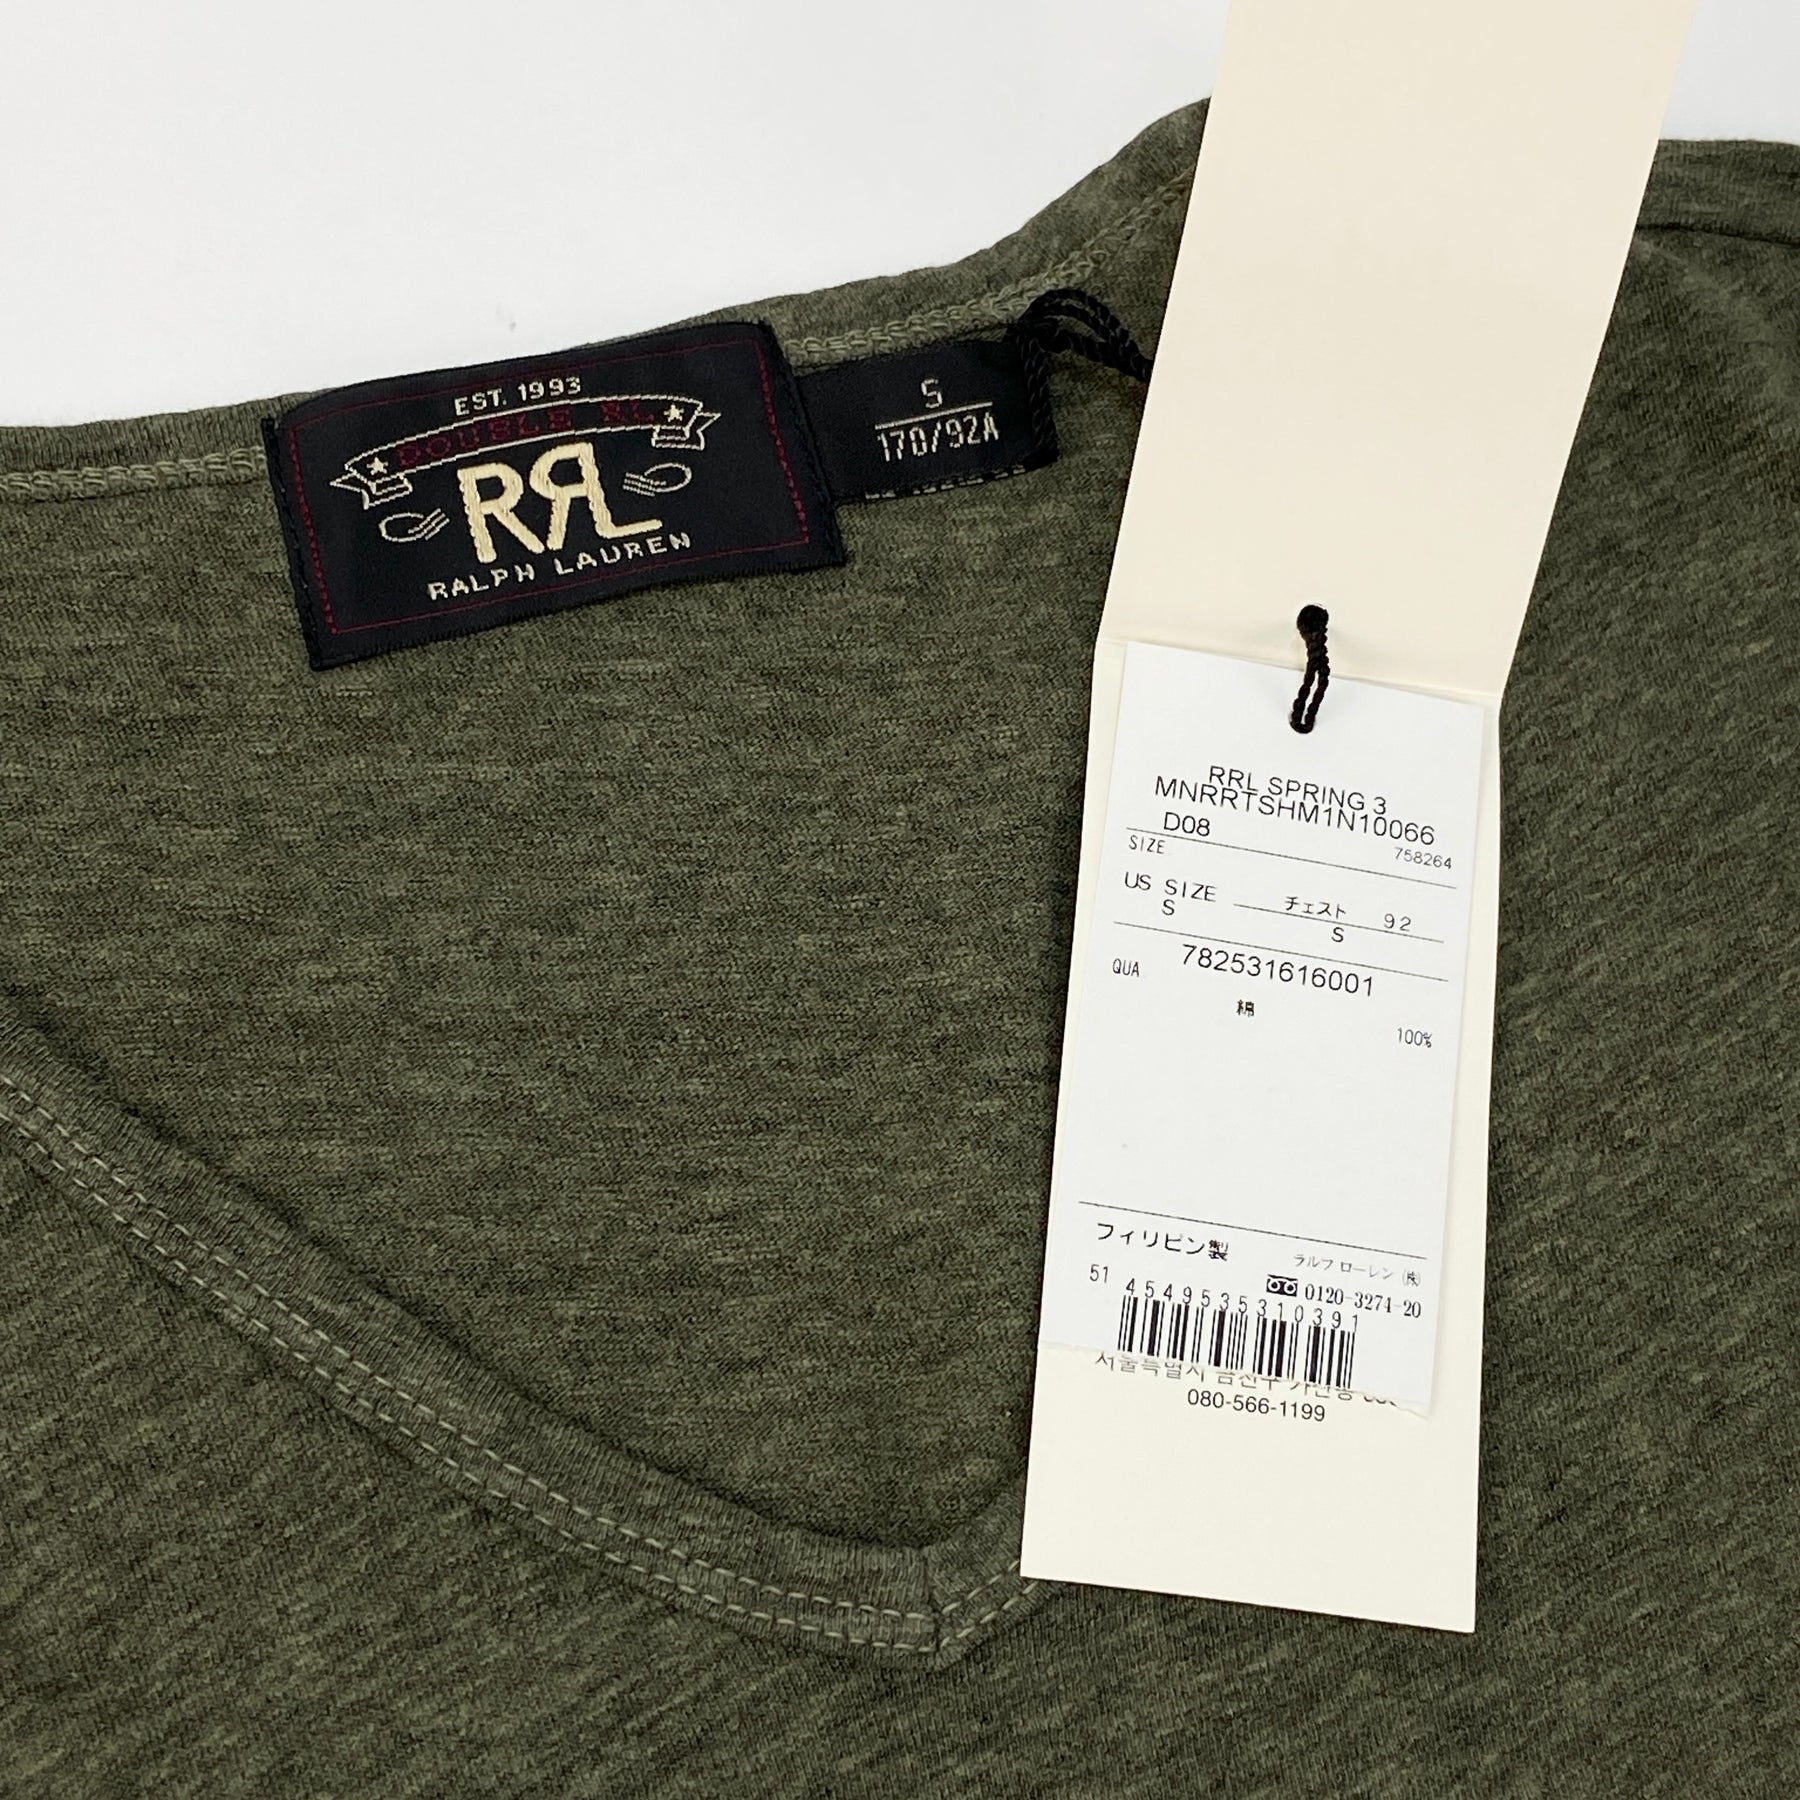 EST. 1993
DOUBLE RL
RRL
RALPH LAUREN
S
170/92A
RRL SPRING 3
MNRRTSHM1N10066
D08
758264
SIZE
US SIZE チェスト 92
S S
782531616001
QUA
綿 100%
フィリピン製
ラルフ ローレン ㈱
0120-3274-20
51
4549535310391
080-566-1199